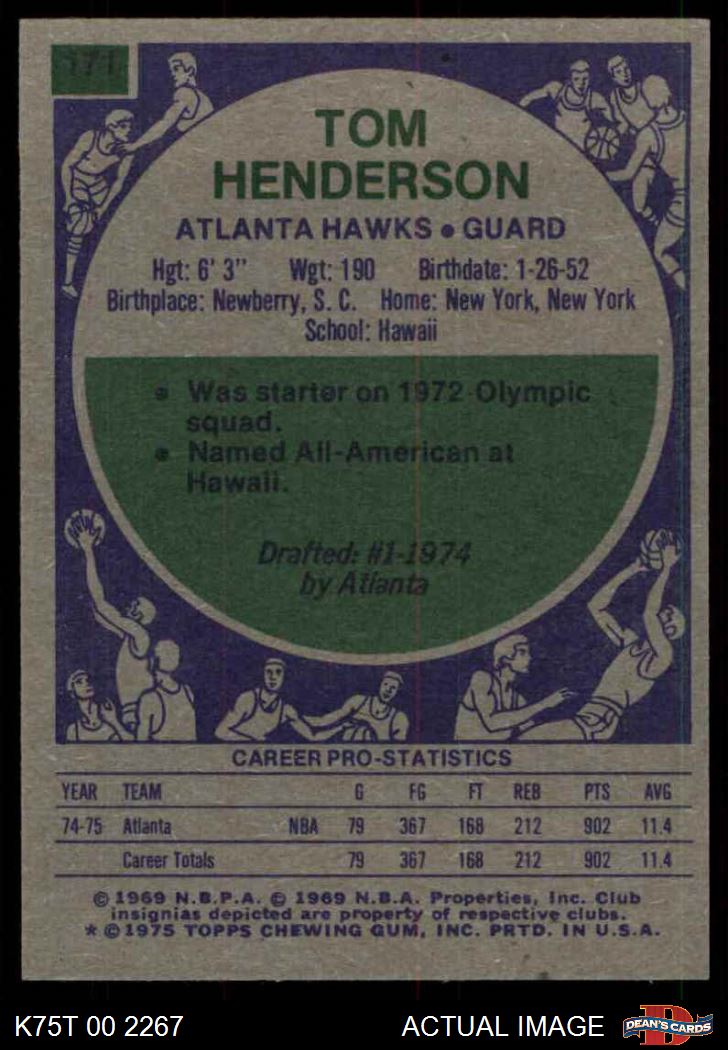 171
TOM
HENDERSON
ATLANTA HAWKS • GUARD
Hgt: 6' 3" Wgt: 190 Birthdate: 1-26-52
Birthplace: Newberry, S. C. Home: New York, New York
School: Hawaii
• Was starter on 1972 Olympic
squad.
• Named All-American at
Hawaii.
Drafted: #1-1974
by Atlanta
CAREER PRO-STATISTICS
YEAR TEAM G FG FT REB PTS AVG
74-75 Atlanta NBA 79 367 168 212 902 11.4
Career Totals 79 367 168 212 902 11.4
© 1969 N.B.P.A. © 1969 N.B.A. Properties, Inc. Club
insignias depicted are property of respective clubs.
* © 1975 TOPPS CHEWING GUM, INC. PRTD. IN U.S.A.
K75T 00 2267 ACTUAL IMAGE D DEAN'S CARDS